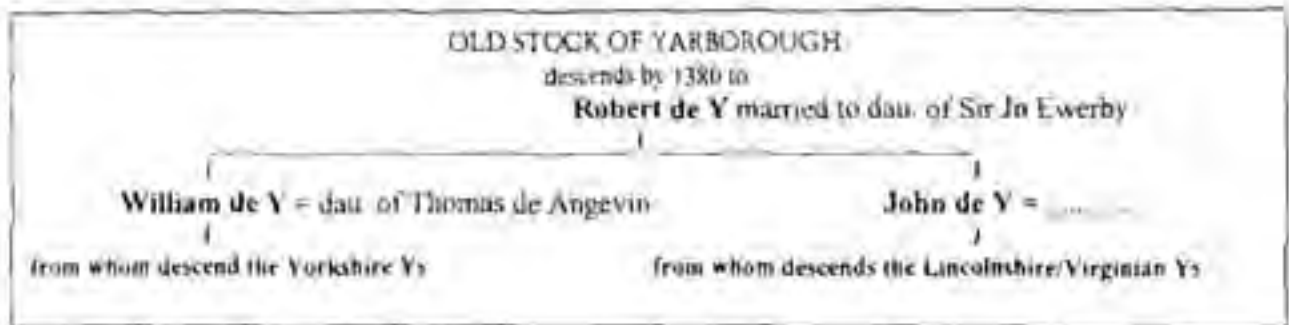 OLD STOCK OF YARBOROUGH
descends by 1380 to
Robert de Y married to dau. of Sir Jn Ewerby
William de Y = dau. of Thomas de Angevin John de Y = ........
from whom descend the Yorkshire Ys from whom descends the Lincolnshire/Virginian Ys